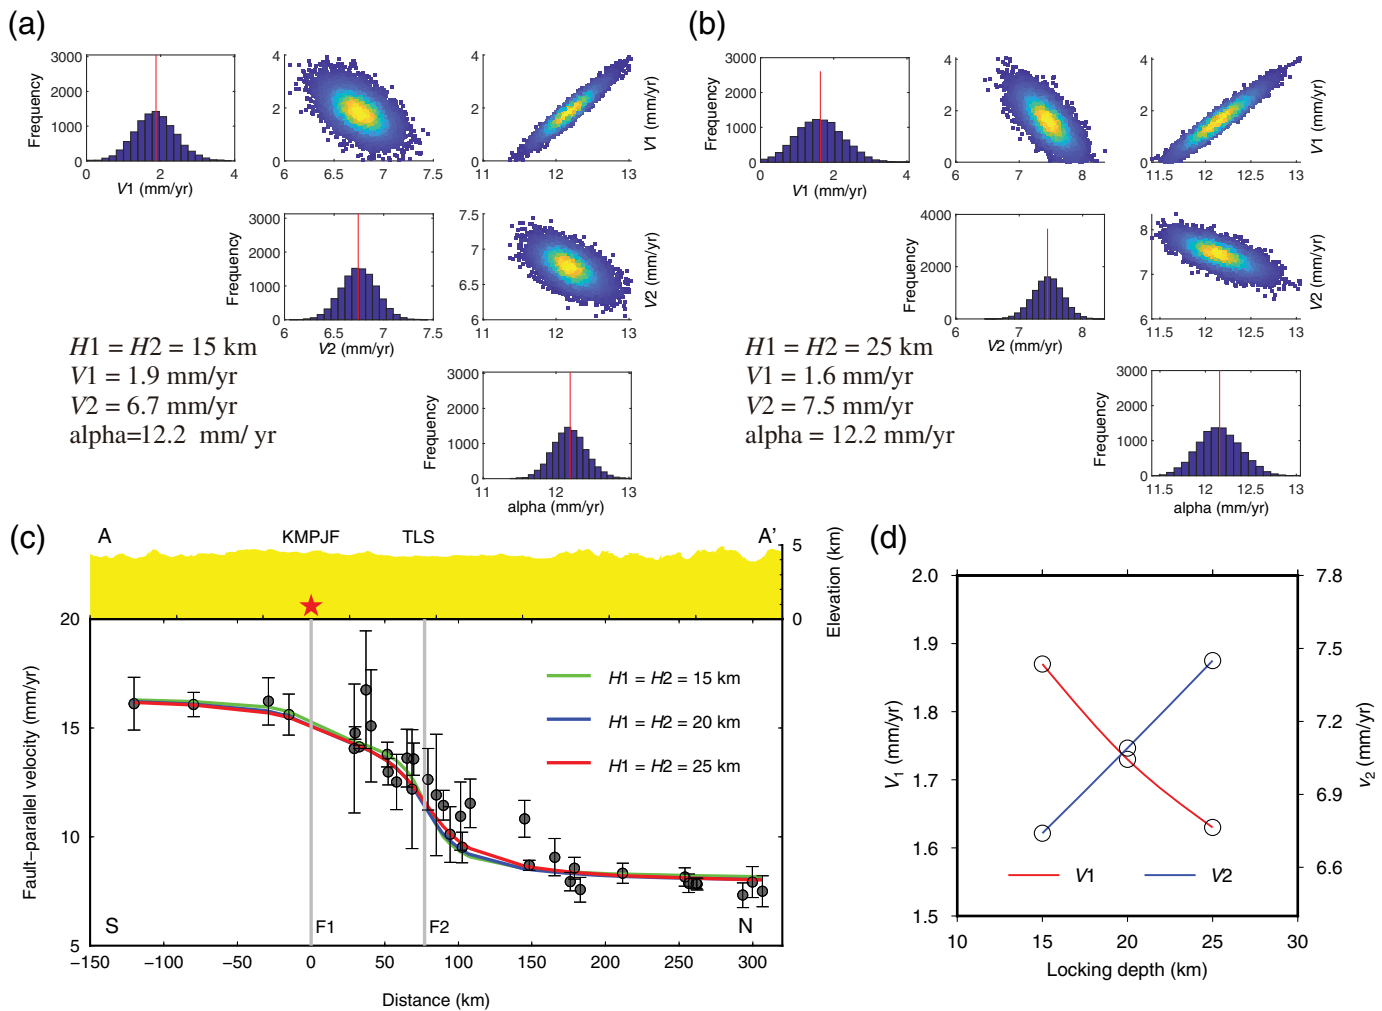 (a)
3000
2000
1000
0
Frequency
0 2 4
V1 (mm/yr)
4
2
0
6 6.5 7 7.5
4
2
0
11 12 13
V1 (mm/yr)
3000
2000
1000
0
Frequency
6 6.5 7 7.5
V2 (mm/yr)
7.5
7
6.5
6
11 12 13
V2 (mm/yr)
H1 = H2 = 15 km
V1 = 1.9 mm/yr
V2 = 6.7 mm/yr
alpha=12.2 mm/ yr
3000
2000
1000
0
Frequency
11 12 13
alpha (mm/yr)
(b)
3000
2000
1000
0
Frequency
0 2 4
V1 (mm/yr)
4
2
0
6 7 8
4
2
0
11.5 12 12.5 13
V1 (mm/yr)
4000
2000
0
Frequency
6 7 8
V2 (mm/yr)
8
7
6
11.5 12 12.5 13
V2 (mm/yr)
H1 = H2 = 25 km
V1 = 1.6 mm/yr
V2 = 7.5 mm/yr
alpha = 12.2 mm/yr
3000
2000
1000
0
Frequency
11.5 12 12.5 13
alpha (mm/yr)
(c)
A KMPJF TLS A'
5
0
Elevation (km)
20
15
10
5
Fault−parallel velocity (mm/yr)
H1 = H2 = 15 km
H1 = H2 = 20 km
H1 = H2 = 25 km
S F1 F2 N
−150 −100 −50 0 50 100 150 200 250 300
Distance (km)
(d)
2.0
1.9
1.8
1.7
1.6
1.5
V1 (mm/yr)
7.8
7.5
7.2
6.9
6.6
v2 (mm/yr)
V1 V2
10 15 20 25 30
Locking depth (km)